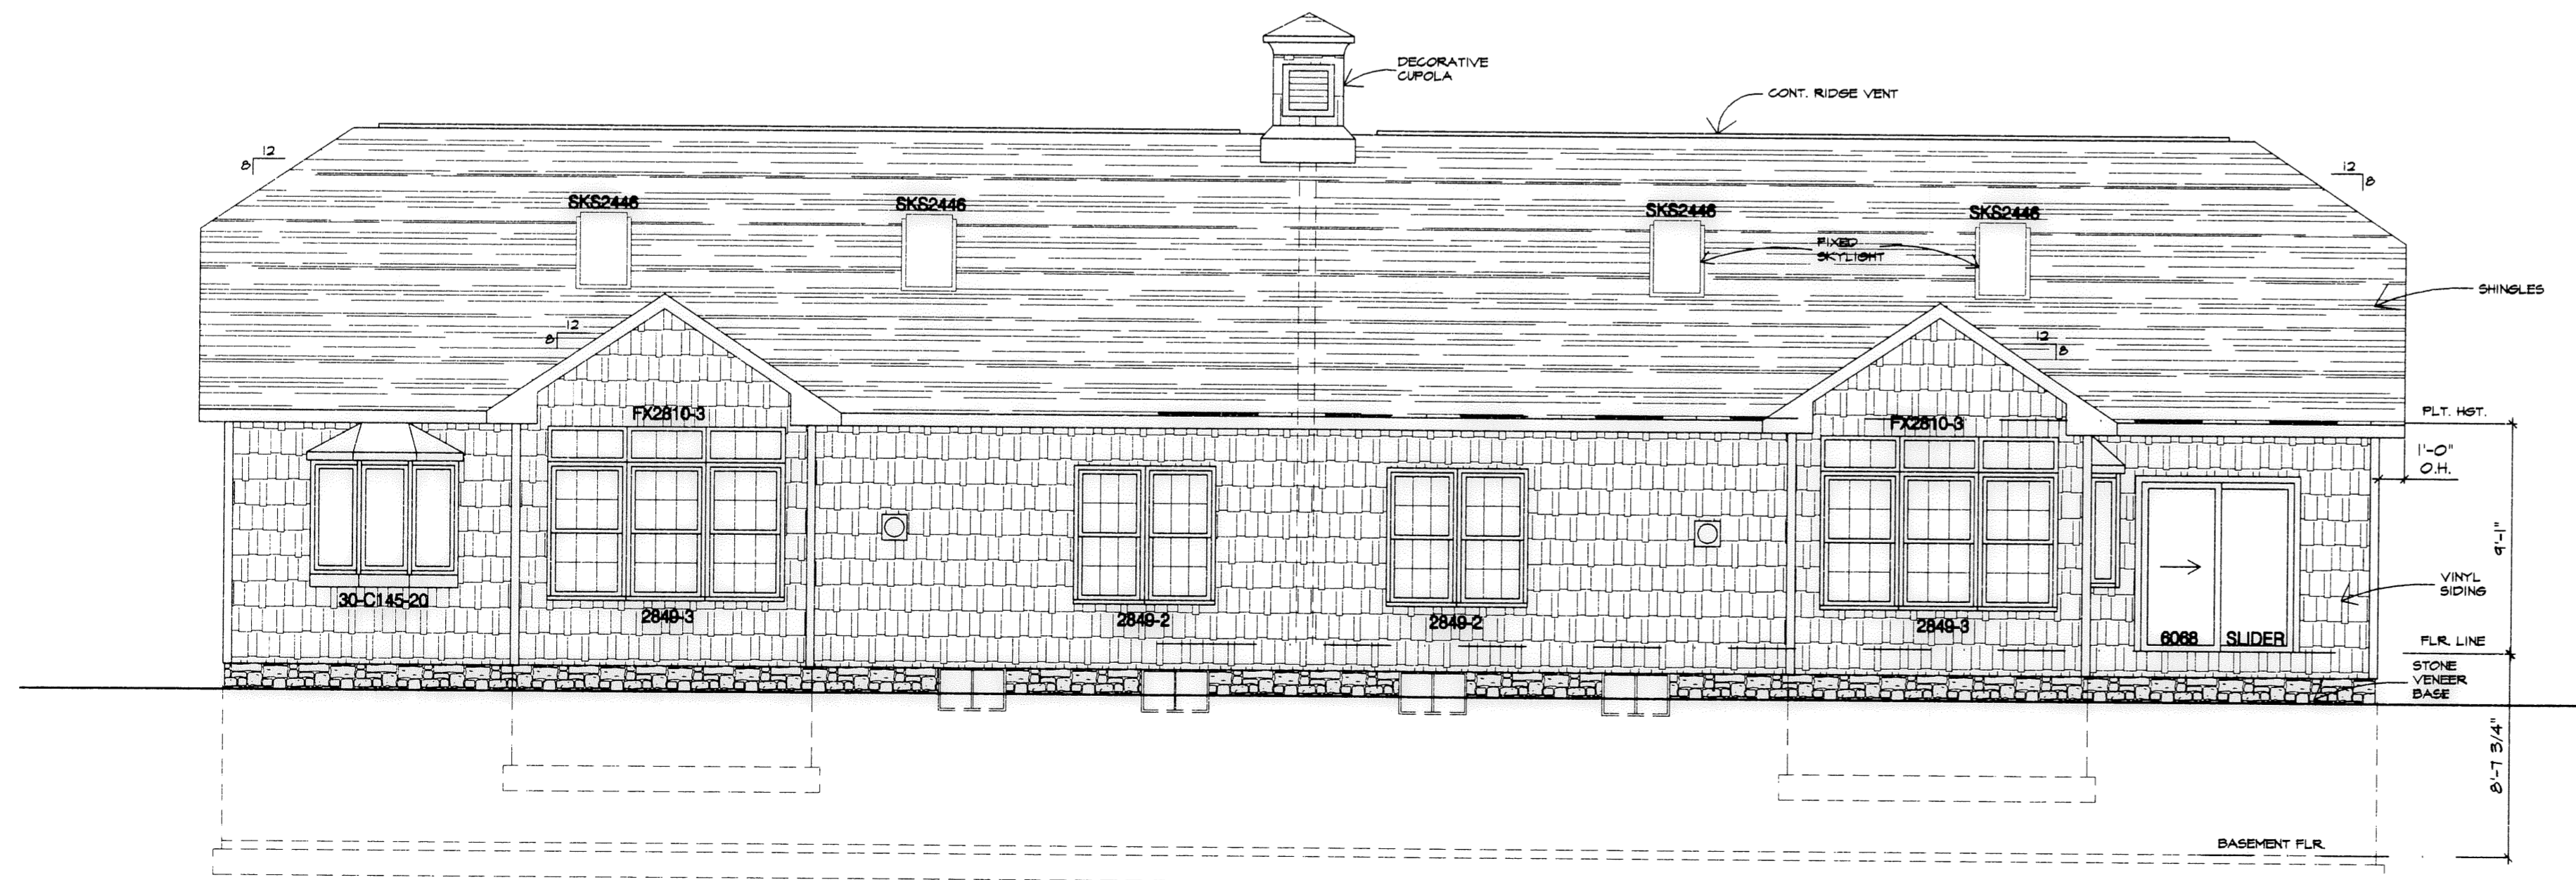 DECORATIVE
CUPOLA
CONT. RIDGE VENT
12
8
12
8
SKS2446
SKS2446
SKS2446
SKS2446
FIXED
SKYLIGHT
SHINGLES
12
8
12
8
FX2810-3
FX2810-3
PLT. HGT.
1'-0"
O.H.
9'-1"
VINYL
SIDING
30-C145-20
2849-3
2849-2
2849-2
2849-3
6068 SLIDER
FLR. LINE
STONE
VENEER
BASE
8'-7 3/4"
BASEMENT FLR.